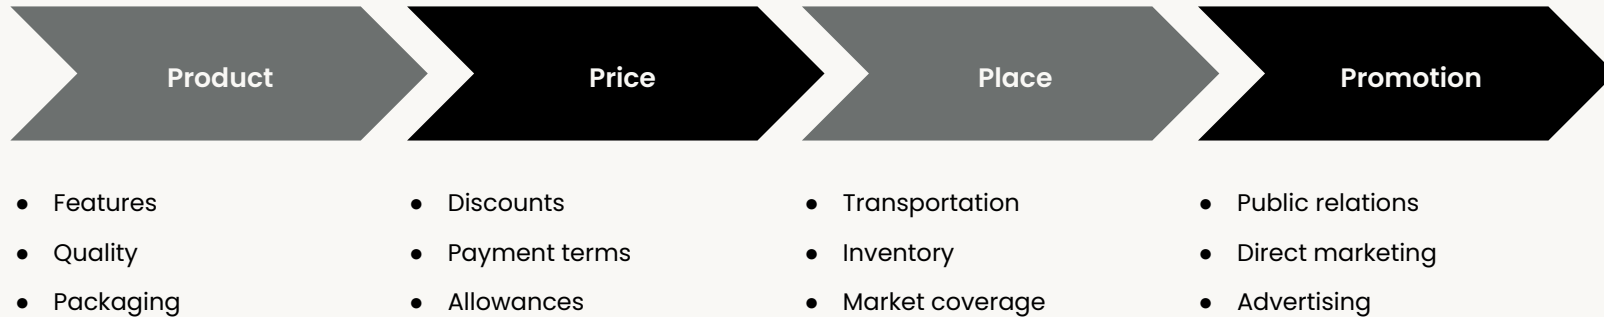 Product
Price
Place
Promotion
● Features
● Quality
● Packaging
● Discounts
● Payment terms
● Allowances
● Transportation
● Inventory
● Market coverage
● Public relations
● Direct marketing
● Advertising